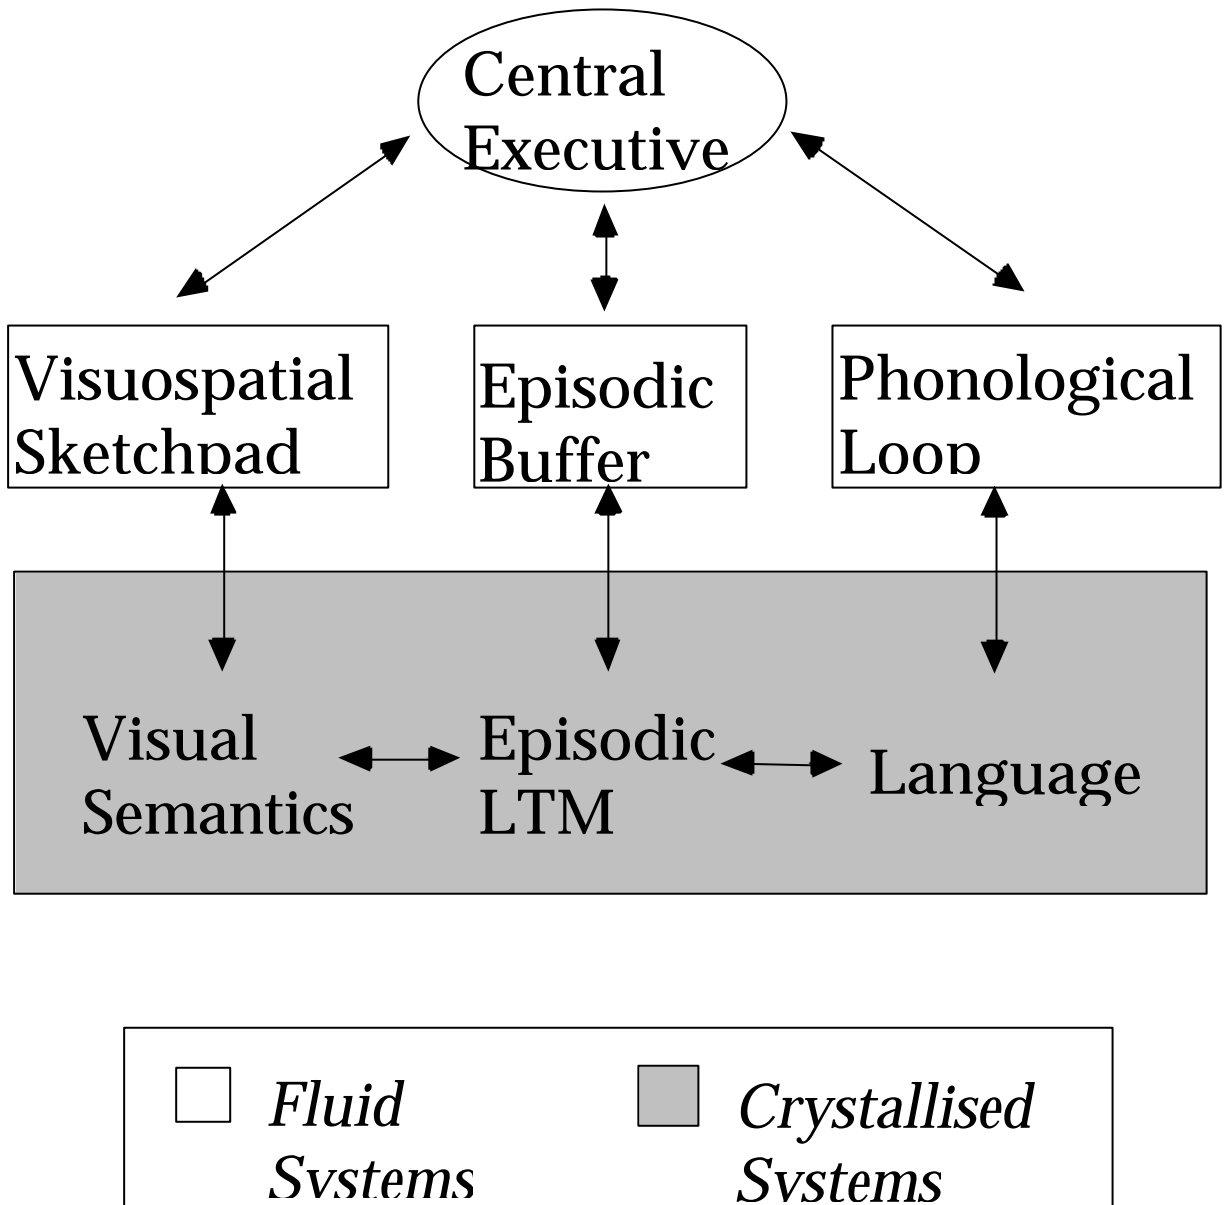 Central
Executive
Visuospatial
Sketchpad
Episodic
Buffer
Phonological
Loop
Visual
Semantics
Episodic
LTM
Language
Fluid
Systems
Crystallised
Systems